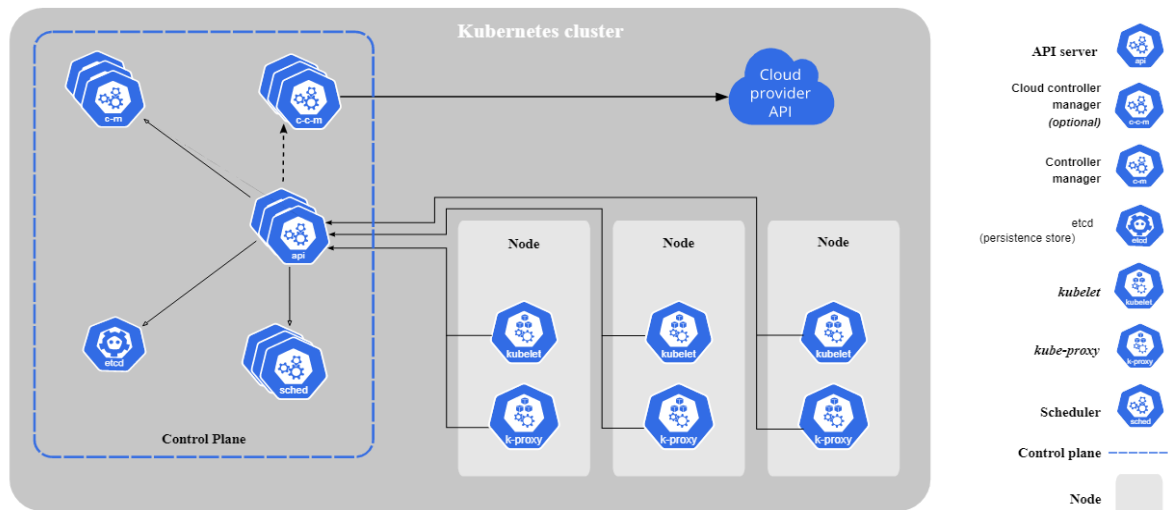 Kubernetes cluster
c-m
c-c-m
Cloud
provider
API
api
etcd
sched
Control Plane
Node
kubelet
k-proxy
Node
kubelet
k-proxy
Node
kubelet
k-proxy
API server
api
Cloud controller
manager
(optional)
c-c-m
Controller
manager
c-m
etcd
(persistence store)
etcd
kubelet
kubelet
kube-proxy
k-proxy
Scheduler
sched
Control plane
Node